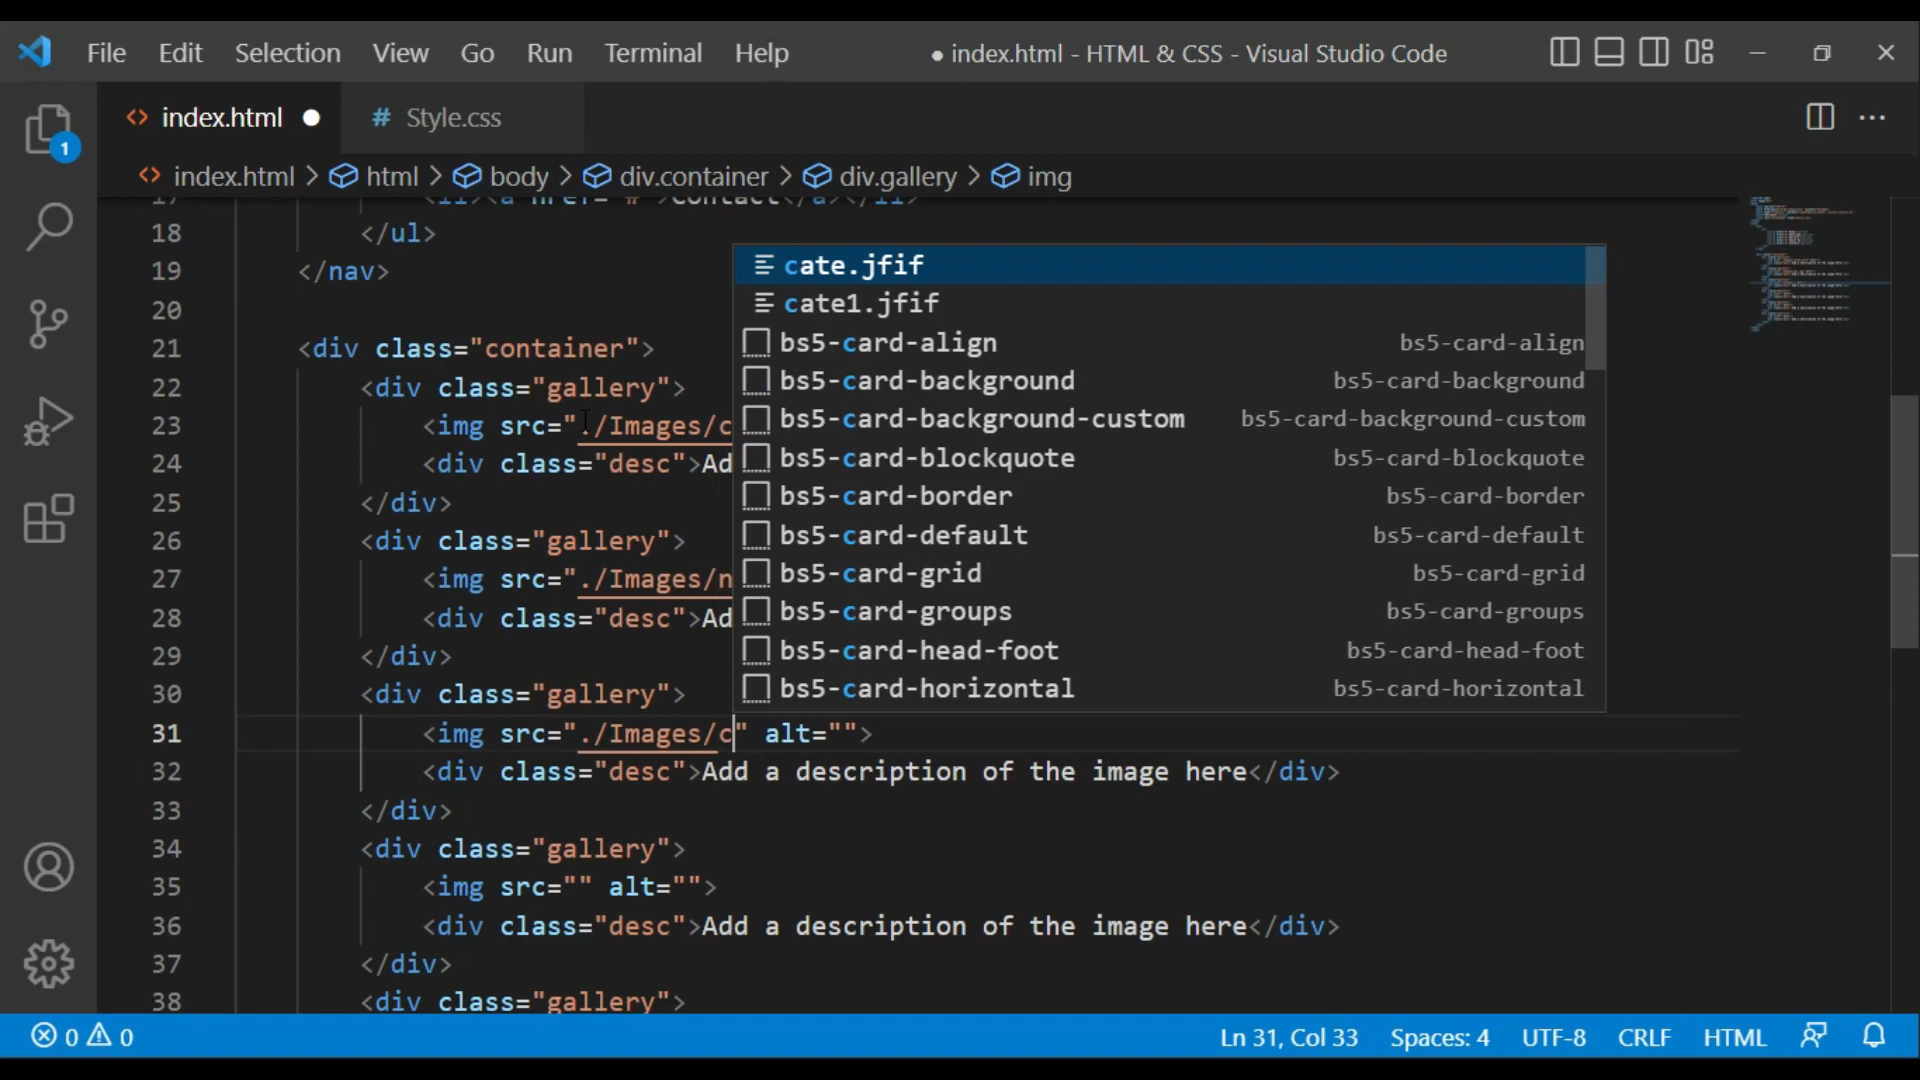 File Edit Selection View Go Run Terminal Help ● index.html - HTML & CSS - Visual Studio Code
<> index.html ● # Style.css ...
1
<> index.html > html > body > div.container > div.gallery > img
17 <li><a href="#">Contact</a></li>
18 </ul>
19 </nav>
20
21 <div class="container">
22 <div class="gallery">
23 <img src="./Images/c
24 <div class="desc">Ad
25 </div>
26 <div class="gallery">
27 <img src="./Images/n
28 <div class="desc">Ad
29 </div>
30 <div class="gallery">
31 <img src="./Images/c" alt="">
32 <div class="desc">Add a description of the image here</div>
33 </div>
34 <div class="gallery">
35 <img src="" alt="">
36 <div class="desc">Add a description of the image here</div>
37 </div>
38 <div class="gallery">
cate.jfif
cate1.jfif
bs5-card-align bs5-card-align
bs5-card-background bs5-card-background
bs5-card-background-custom bs5-card-background-custom
bs5-card-blockquote bs5-card-blockquote
bs5-card-border bs5-card-border
bs5-card-default bs5-card-default
bs5-card-grid bs5-card-grid
bs5-card-groups bs5-card-groups
bs5-card-head-foot bs5-card-head-foot
bs5-card-horizontal bs5-card-horizontal
0 0 Ln 31, Col 33 Spaces: 4 UTF-8 CRLF HTML